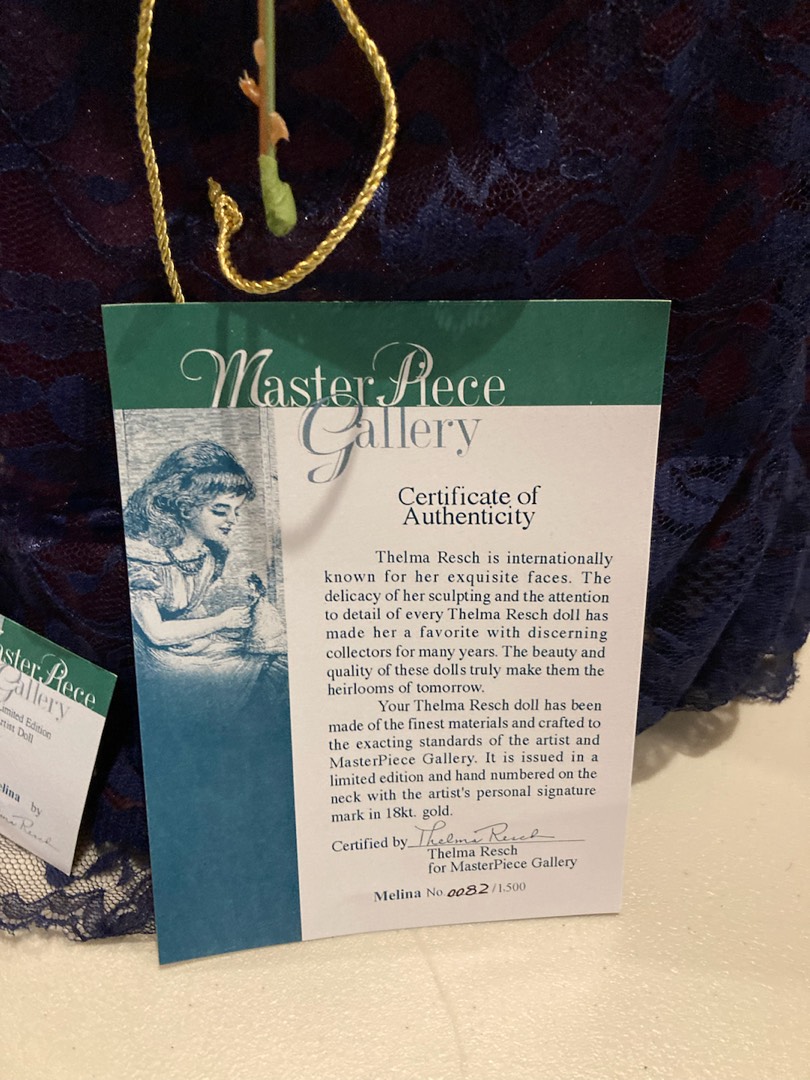 MasterPiece
Gallery
Certificate of
Authenticity
Thelma Resch is internationally
known for her exquisite faces. The
delicacy of her sculpting and the attention
to detail of every Thelma Resch doll has
made her a favorite with discerning
collectors for many years. The beauty and
quality of these dolls truly make them the
heirlooms of tomorrow.
Your Thelma Resch doll has been
made of the finest materials and crafted to
the exacting standards of the artist and
MasterPiece Gallery. It is issued in a
limited edition and hand numbered on the
neck with the artist's personal signature
mark in 18kt. gold.
Certified by Thelma Resch
Thelma Resch
for MasterPiece Gallery
Melina No. 0082/1,500
ster Piece
Gallery
imited Edition
rtist Doll
elina by
ma Resch